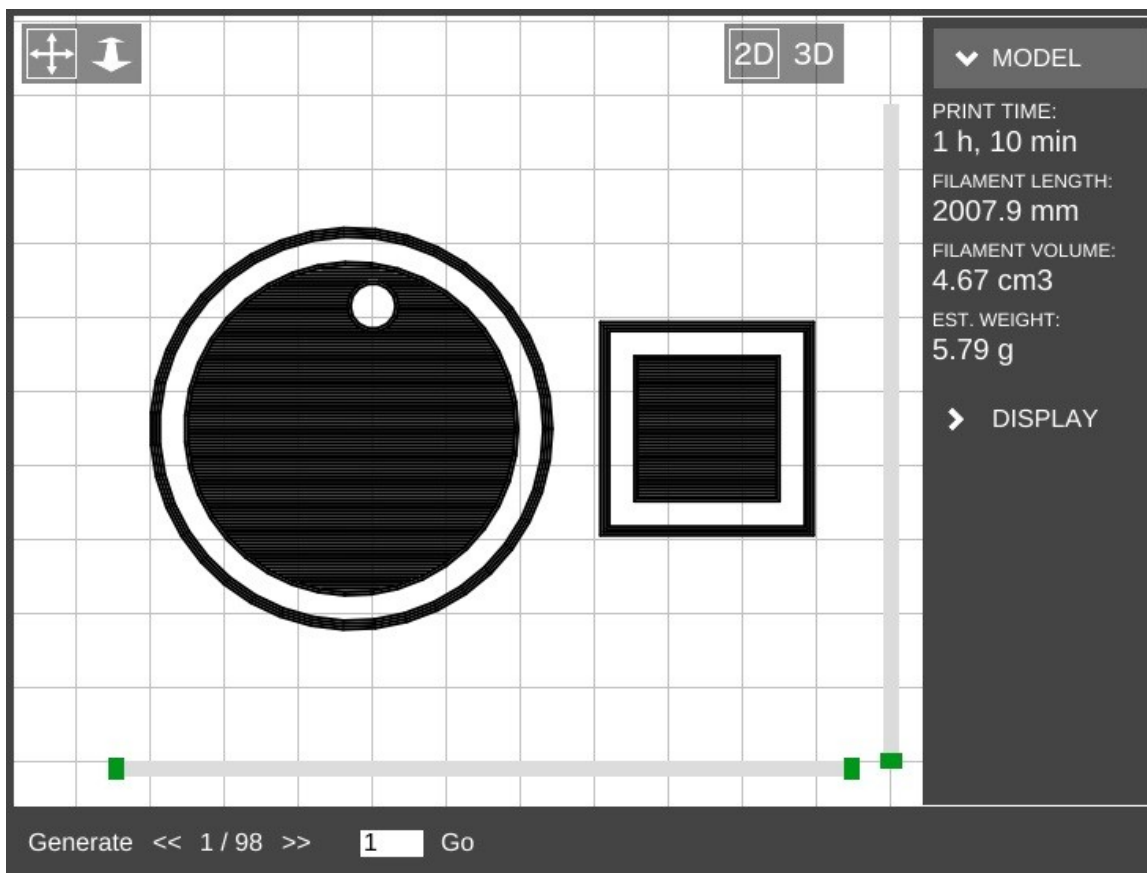 2D 3D
MODEL
PRINT TIME:
1 h, 10 min
FILAMENT LENGTH:
2007.9 mm
FILAMENT VOLUME:
4.67 cm3
EST. WEIGHT:
5.79 g
DISPLAY
Generate << 1 / 98 >> 1 Go